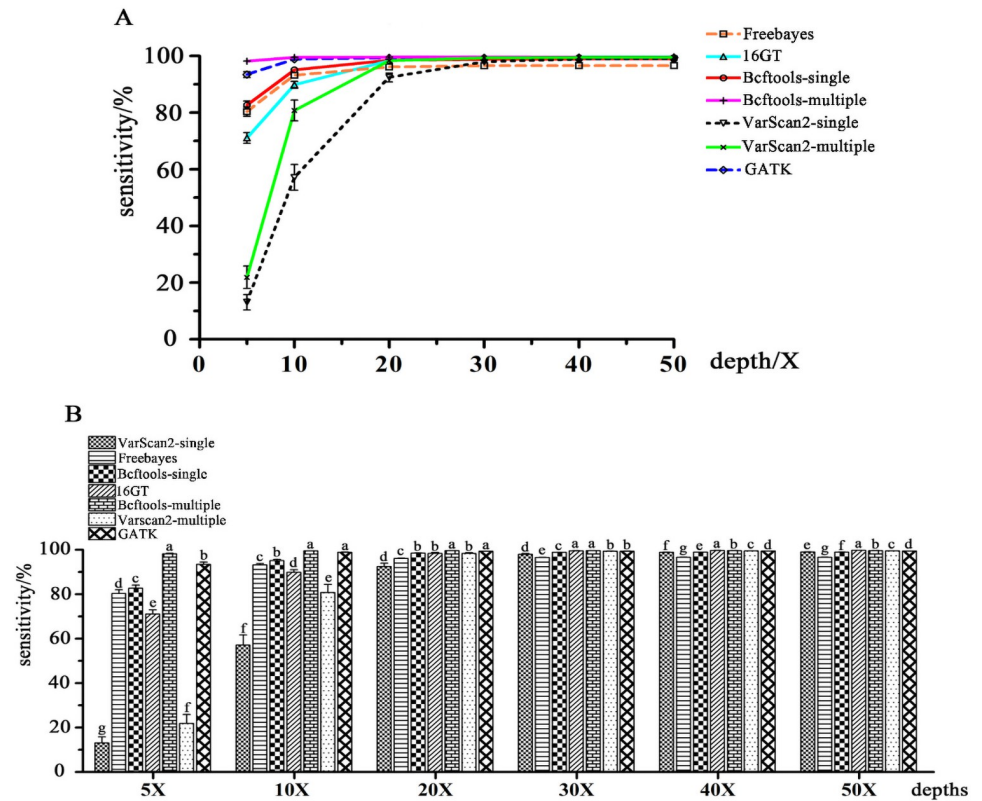 A
sensitivity/%
100
80
60
40
20
0
0 10 20 30 40 50 depth/X
Freebayes
16GT
Bcftools-single
Bcftools-multiple
VarScan2-single
VarScan2-multiple
GATK
B
VarScan2-single
Freebayes
Bcftools-single
16GT
Bcftools-multiple
Varscan2-multiple
GATK
sensitivity/%
100
80
60
40
20
0
g d c e a f b
f c b d a e a
d c b b a b a
d e c a a b b
f g e a b c d
e g f a b c d
5X 10X 20X 30X 40X 50X depths